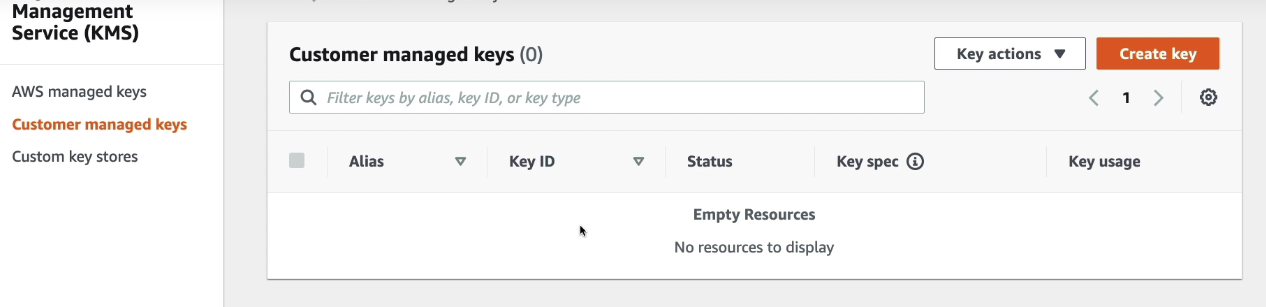 Management
Service (KMS)
AWS managed keys
Customer managed keys
Custom key stores
Customer managed keys (0)
Key actions
Create key
Filter keys by alias, key ID, or key type
1
Alias
Key ID
Status
Key spec
Key usage
Empty Resources
No resources to display